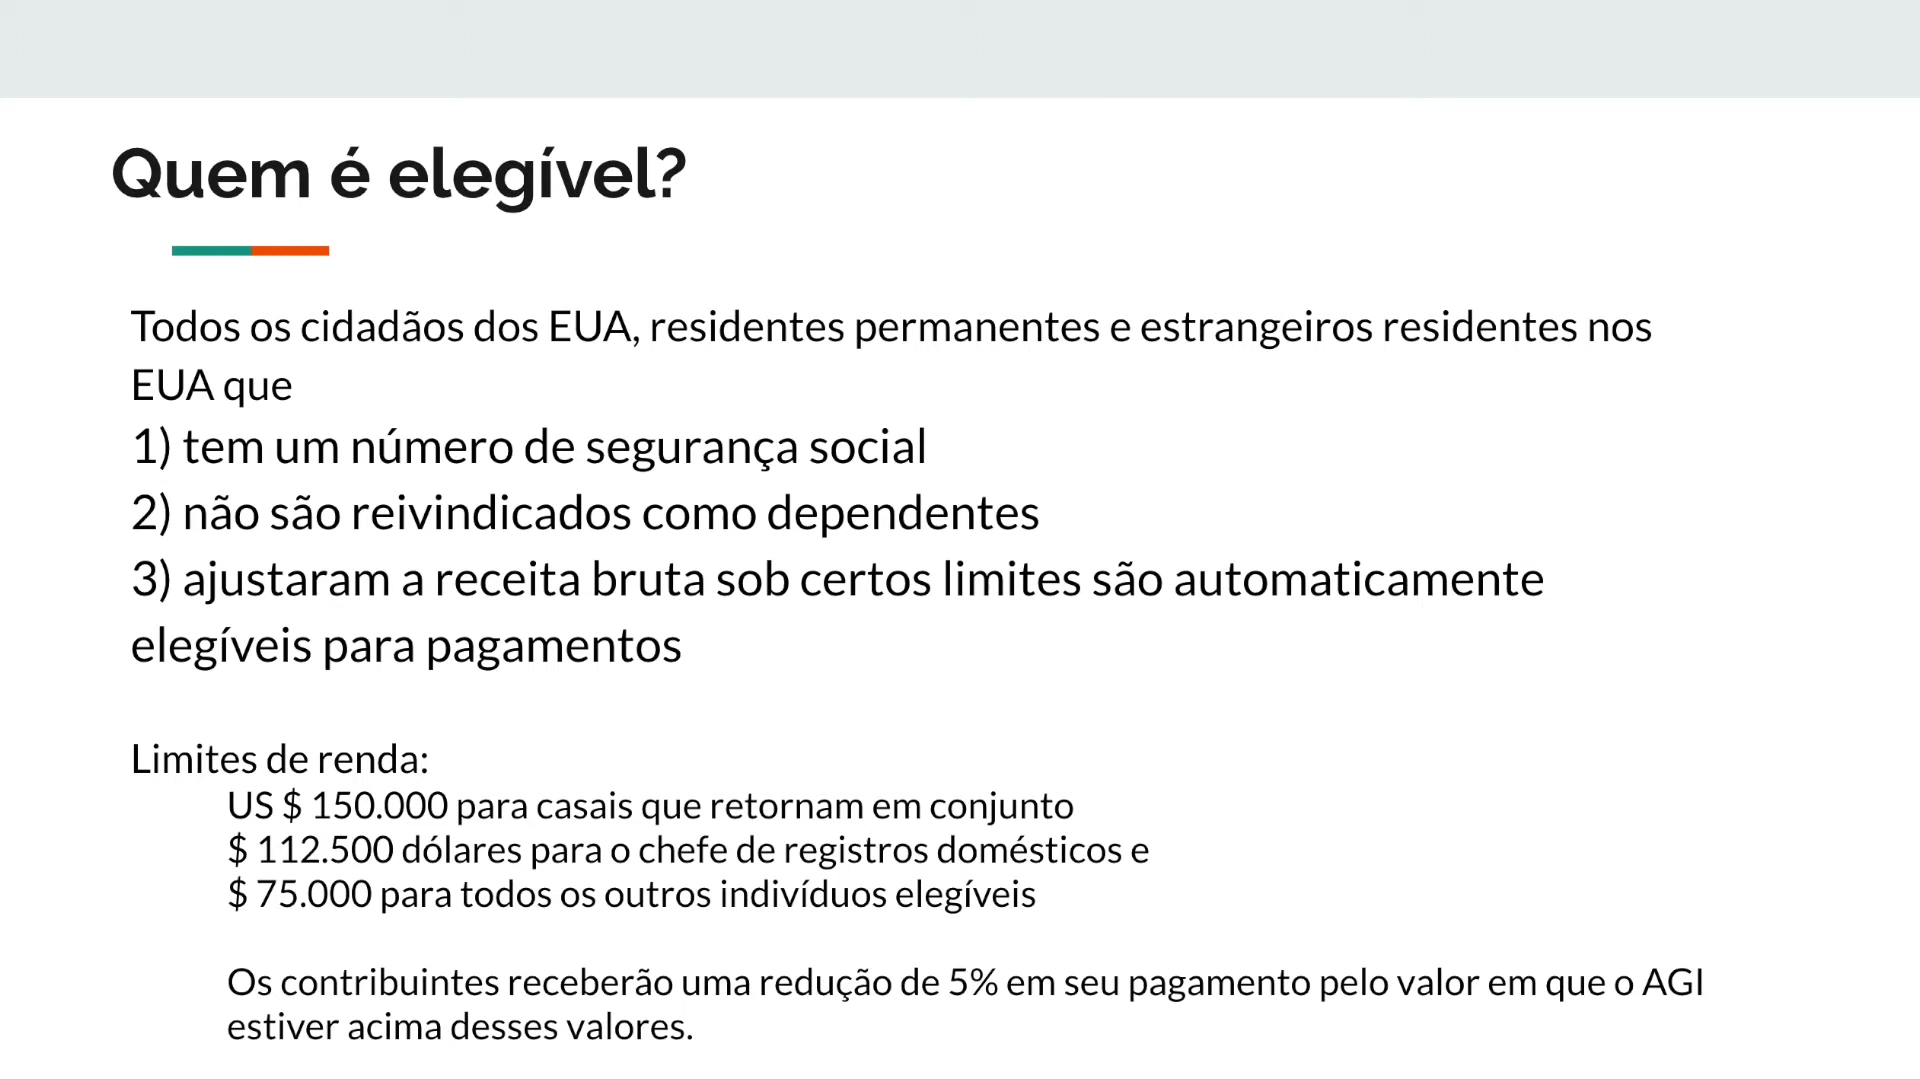 Quem é elegível?
Todos os cidadãos dos EUA, residentes permanentes e estrangeiros residentes nos
EUA que
1) tem um número de segurança social
2) não são reivindicados como dependentes
3) ajustaram a receita bruta sob certos limites são automaticamente
elegíveis para pagamentos
Limites de renda:
US $ 150.000 para casais que retornam em conjunto
$ 112.500 dólares para o chefe de registros domésticos e
$ 75.000 para todos os outros indivíduos elegíveis
Os contribuintes receberão uma redução de 5% em seu pagamento pelo valor em que o AGI
estiver acima desses valores.